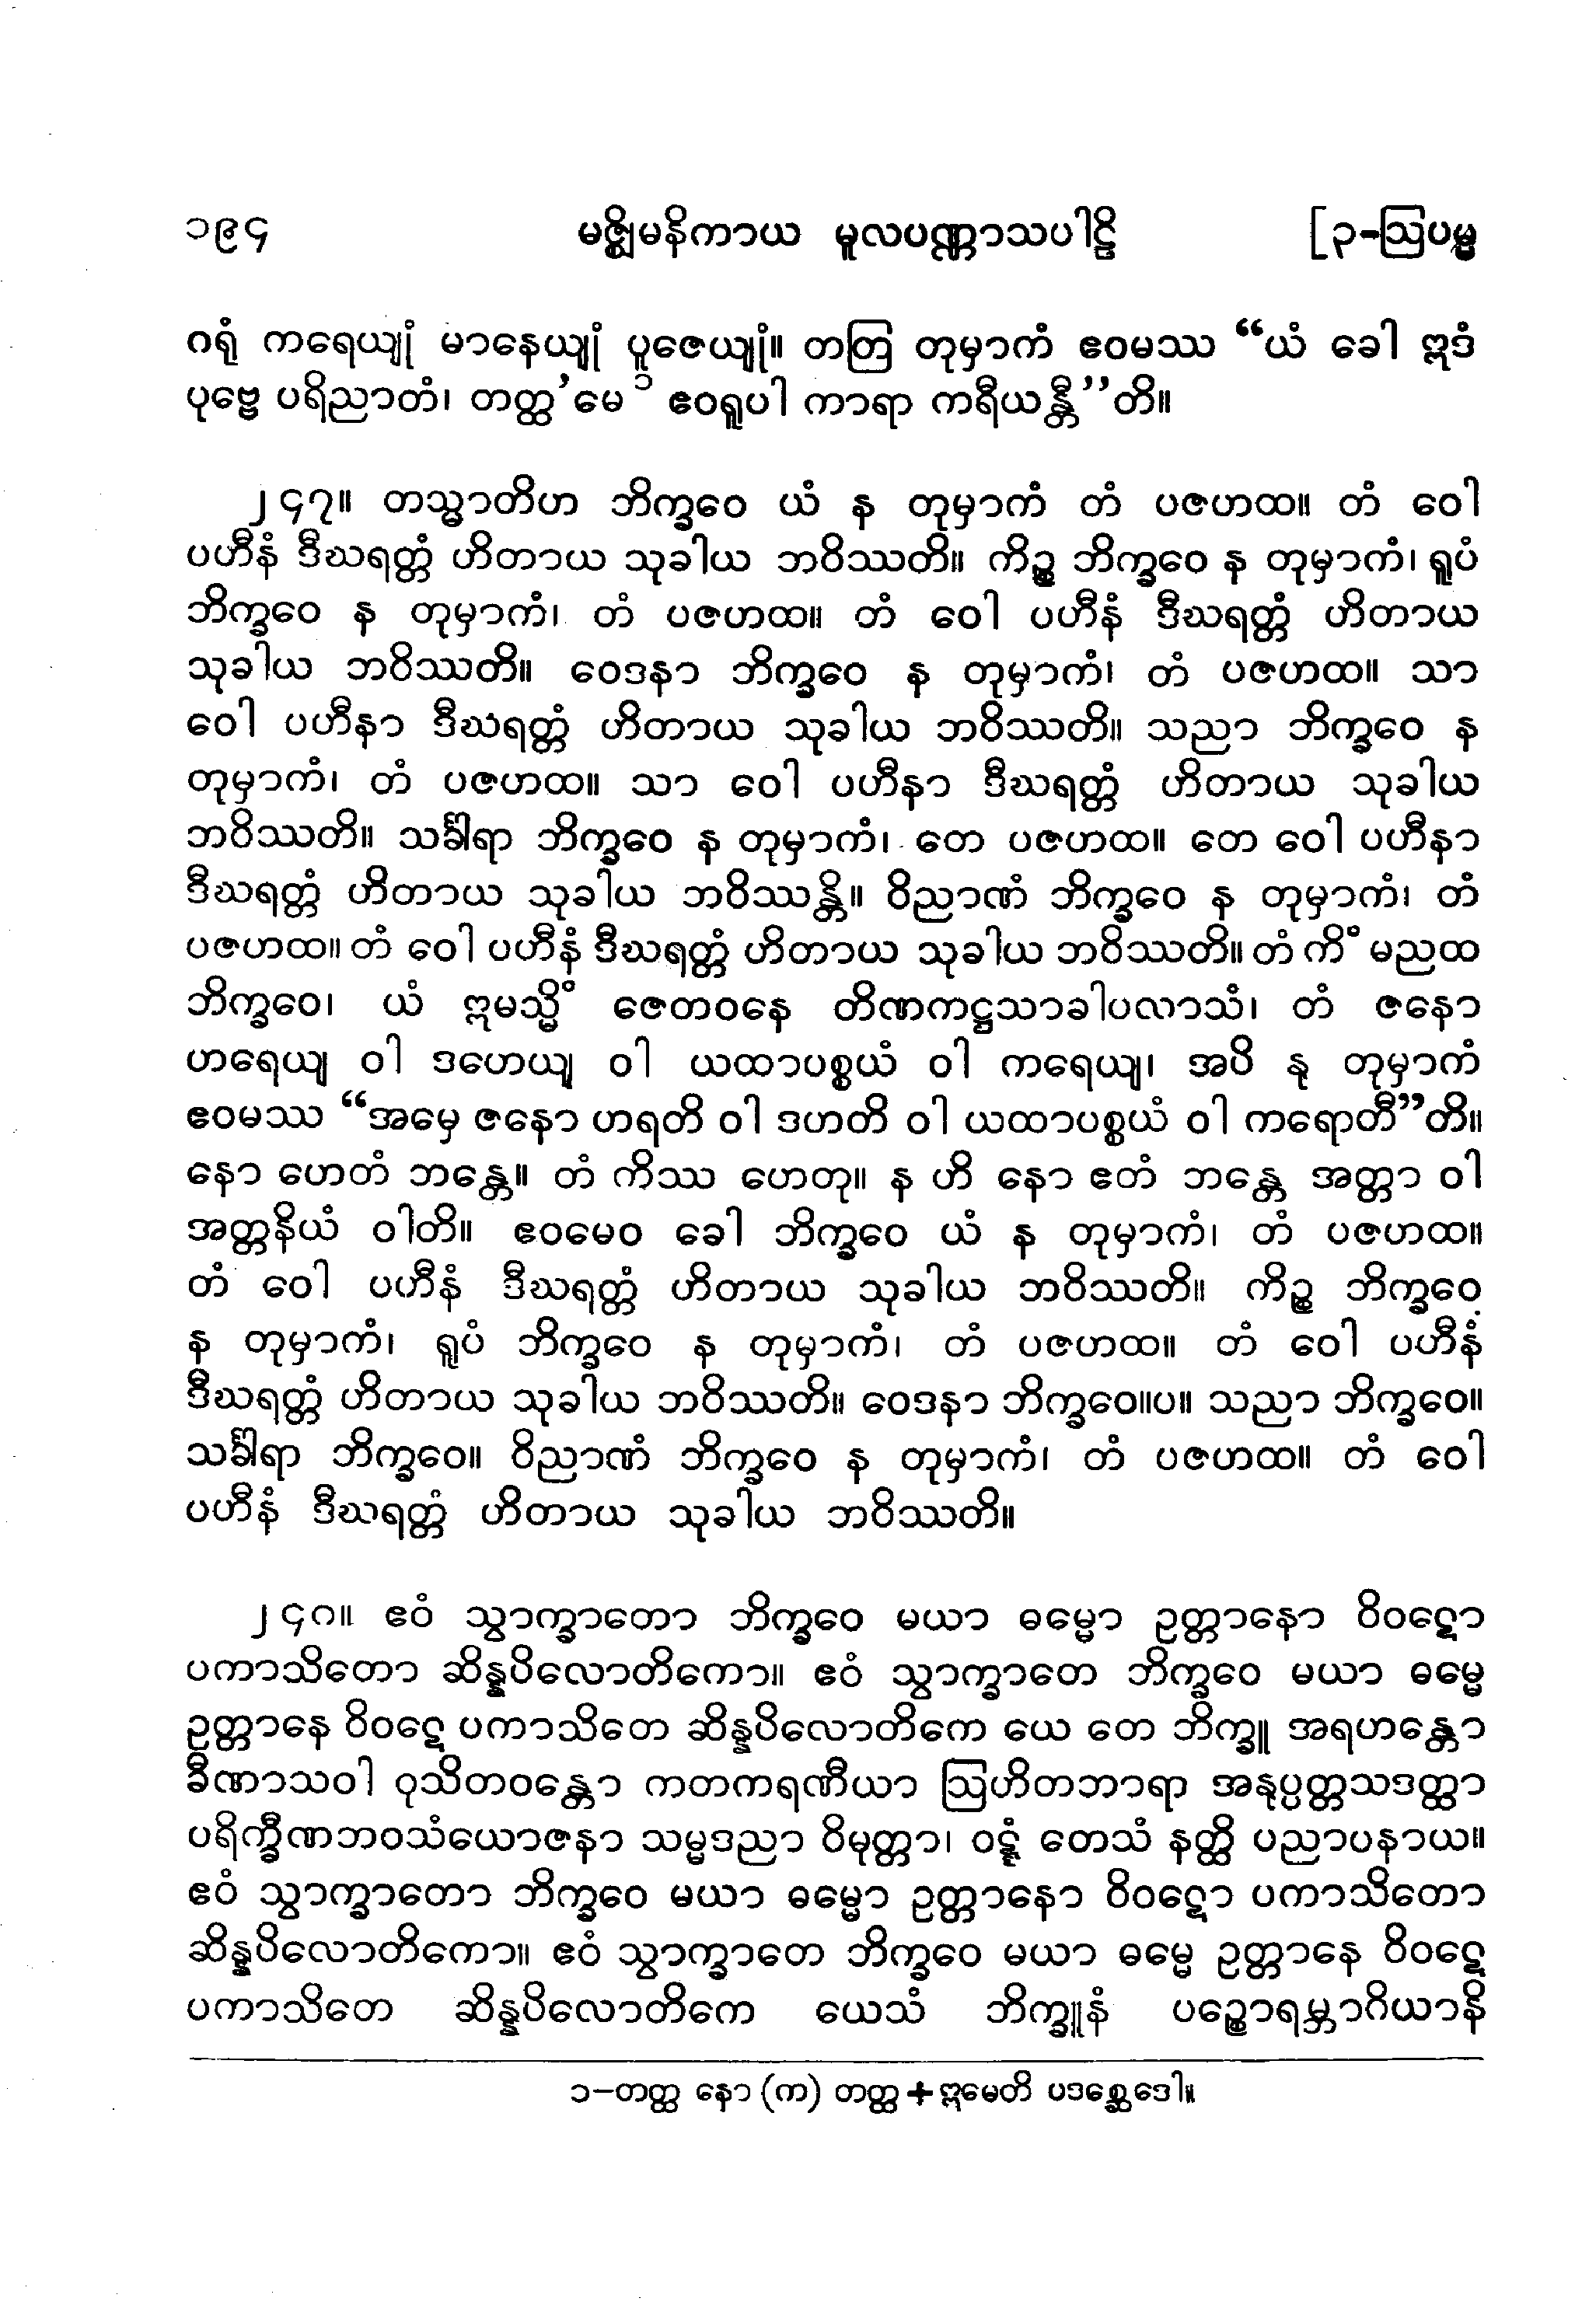 ၁၉၄ မဇ္ဈိမနိကာယ မူလပဏ္ဏာသပါဠိ [၃-ဩပမ္မ
ဂရုံ ကရေယျုံ မာနေယျုံ ပူဇေယျုံ။ တတြ တုမှာကံ ဧဝမဿ “ယံ ခေါ ဣဒံ
ပုဗ္ဗေ ပရိညာတံ၊ တတ္ထ’မေ ၁ ဧဝရူပါ ကာရာ ကရီယန္တီ”တိ။
၂၄၇။ တသ္မာတိဟ ဘိက္ခဝေ ယံ န တုမှာကံ တံ ပဇဟထ။ တံ ဝေါ
ပဟီနံ ဒီဃရတ္တံ ဟိတာယ သုခါယ ဘဝိဿတိ။ ကိဉ္စ ဘိက္ခဝေ န တုမှာကံ၊ ရူပံ
ဘိက္ခဝေ န တုမှာကံ၊ တံ ပဇဟထ။ တံ ဝေါ ပဟီနံ ဒီဃရတ္တံ ဟိတာယ
သုခါယ ဘဝိဿတိ။ ဝေဒနာ ဘိက္ခဝေ န တုမှာကံ၊ တံ ပဇဟထ။ သာ
ဝေါ ပဟီနာ ဒီဃရတ္တံ ဟိတာယ သုခါယ ဘဝိဿတိ။ သညာ ဘိက္ခဝေ န
တုမှာကံ၊ တံ ပဇဟထ။ သာ ဝေါ ပဟီနာ ဒီဃရတ္တံ ဟိတာယ သုခါယ
ဘဝိဿတိ။ သင်္ခါရာ ဘိက္ခဝေ န တုမှာကံ၊ တေ ပဇဟထ။ တေ ဝေါ ပဟီနာ
ဒီဃရတ္တံ ဟိတာယ သုခါယ ဘဝိဿန္တိ။ ဝိညာဏံ ဘိက္ခဝေ န တုမှာကံ၊ တံ
ပဇဟထ။ တံ ဝေါ ပဟီနံ ဒီဃရတ္တံ ဟိတာယ သုခါယ ဘဝိဿတိ။ တံ ကိံ မညထ
ဘိက္ခဝေ၊ ယံ ဣမသ္မိံ ဇေတဝနေ တိဏကဋ္ဌသာခါပလာသံ၊ တံ ဇနော
ဟရေယျ ဝါ ဒဟေယျ ဝါ ယထာပစ္စယံ ဝါ ကရေယျ၊ အပိ နု တုမှာကံ
ဧဝမဿ “အမှေ ဇနော ဟရတိ ဝါ ဒဟတိ ဝါ ယထာပစ္စယံ ဝါ ကရောတီ”တိ။
နော ဟေတံ ဘန္တေ။ တံ ကိဿ ဟေတု။ န ဟိ နော ဧတံ ဘန္တေ အတ္တာ ဝါ
အတ္တနိယံ ဝါတိ။ ဧဝမေဝ ခေါ ဘိက္ခဝေ ယံ န တုမှာကံ၊ တံ ပဇဟထ။
တံ ဝေါ ပဟီနံ ဒီဃရတ္တံ ဟိတာယ သုခါယ ဘဝိဿတိ။ ကိဉ္စ ဘိက္ခဝေ
န တုမှာကံ၊ ရူပံ ဘိက္ခဝေ န တုမှာကံ၊ တံ ပဇဟထ။ တံ ဝေါ ပဟီနံ
ဒီဃရတ္တံ ဟိတာယ သုခါယ ဘဝိဿတိ။ ဝေဒနာ ဘိက္ခဝေ။ပ။ သညာ ဘိက္ခဝေ။
သင်္ခါရာ ဘိက္ခဝေ။ ဝိညာဏံ ဘိက္ခဝေ န တုမှာကံ၊ တံ ပဇဟထ။ တံ ဝေါ
ပဟီနံ ဒီဃရတ္တံ ဟိတာယ သုခါယ ဘဝိဿတိ။
၂၄၈။ ဧဝံ သွာက္ခာတော ဘိက္ခဝေ မယာ ဓမ္မော ဥတ္တာနော ဝိဝဋော
ပကာသိတော ဆိန္နပိလောတိကော။ ဧဝံ သွာက္ခာတေ ဘိက္ခဝေ မယာ ဓမ္မေ
ဥတ္တာနေ ဝိဝဋေ ပကာသိတေ ဆိန္နပိလောတိကေ ယေ တေ ဘိက္ခူ အရဟန္တော
ခီဏာသဝါ ဝုသိတဝန္တော ကတကရဏီယာ ဩဟိတဘာရာ အနုပ္ပတ္တသဒတ္ထာ
ပရိက္ခီဏဘဝသံယောဇနာ သမ္မဒညာ ဝိမုတ္တာ၊ ဝဋ္ဋံ တေသံ နတ္ထိ ပညာပနာယ။
ဧဝံ သွာက္ခာတော ဘိက္ခဝေ မယာ ဓမ္မော ဥတ္တာနော ဝိဝဋော ပကာသိတော
ဆိန္နပိလောတိကော။ ဧဝံ သွာက္ခာတေ ဘိက္ခဝေ မယာ ဓမ္မေ ဥတ္တာနေ ဝိဝဋေ
ပကာသိတေ ဆိန္နပိလောတိကေ ယေသံ ဘိက္ခူနံ ပဉ္စောရမ္ဘာဂိယာနိ
၁-တတ္ထ နော (က) တတ္ထ+ဣမေတိ ပဒစ္ဆေဒေါ။